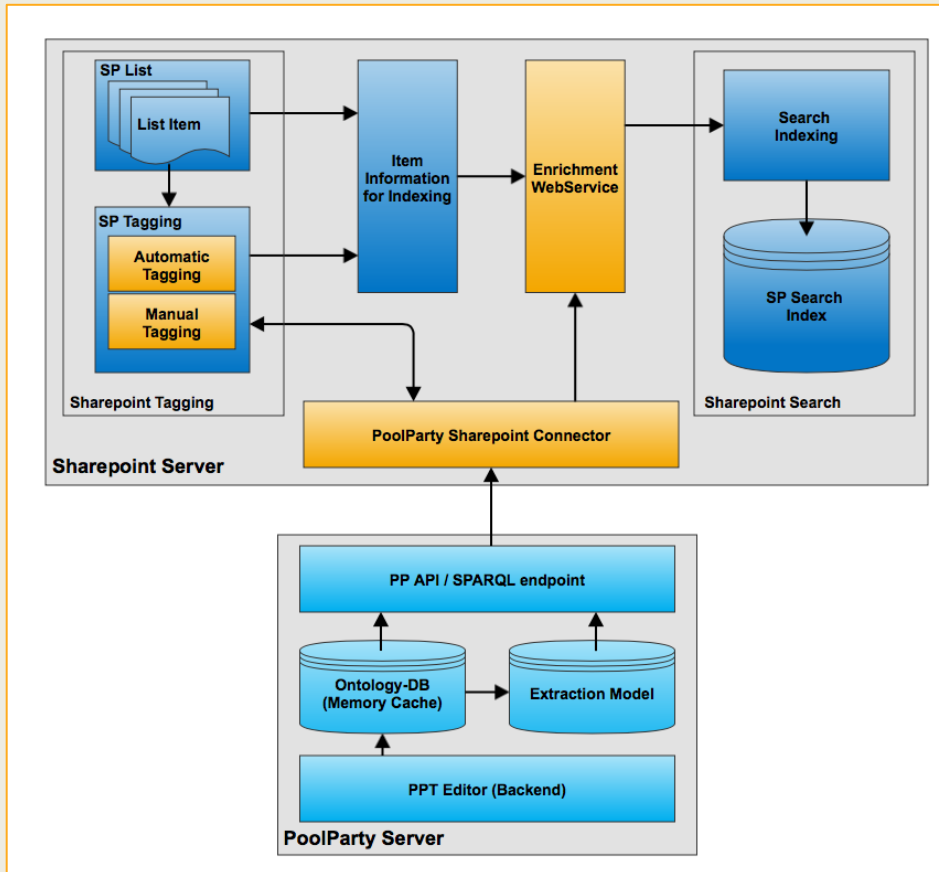 SP List
List Item
SP Tagging
Automatic
Tagging
Manual
Tagging
Sharepoint Tagging
Item
Information
for Indexing
Enrichment
WebService
Search
Indexing
SP Search
Index
Sharepoint Search
PoolParty Sharepoint Connector
Sharepoint Server
PP API / SPARQL endpoint
Ontology-DB
(Memory Cache)
Extraction Model
PPT Editor (Backend)
PoolParty Server